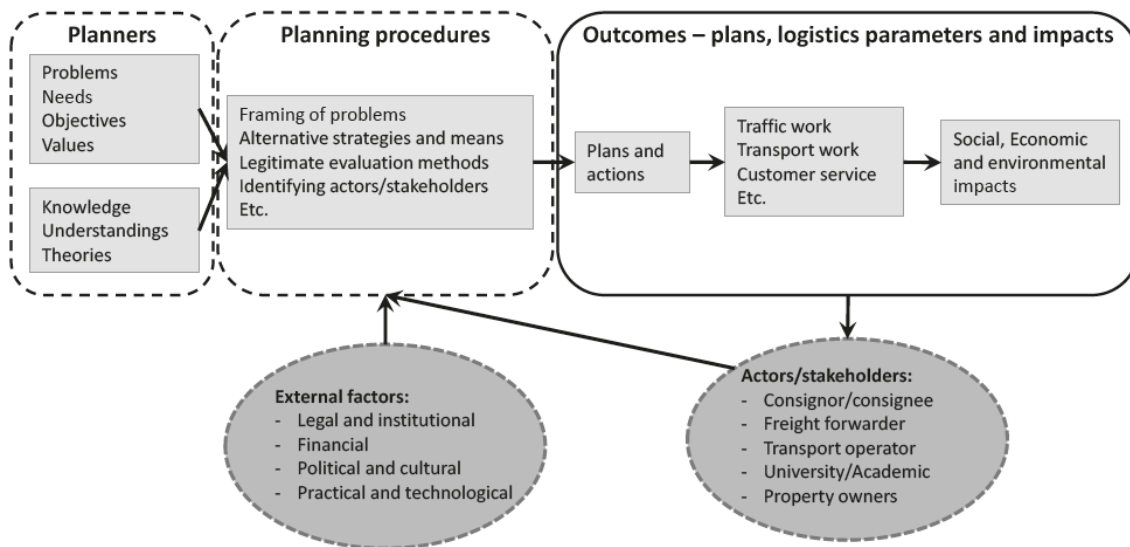 Planners
Problems
Needs
Objectives
Values
Knowledge
Understandings
Theories
Planning procedures
Framing of problems
Alternative strategies and means
Legitimate evaluation methods
Identifying actors/stakeholders
Etc.
Outcomes – plans, logistics parameters and impacts
Plans and
actions
Traffic work
Transport work
Customer service
Etc.
Social, Economic
and environmental
impacts
External factors:
- Legal and institutional
- Financial
- Political and cultural
- Practical and technological
Actors/stakeholders:
- Consignor/consignee
- Freight forwarder
- Transport operator
- University/Academic
- Property owners